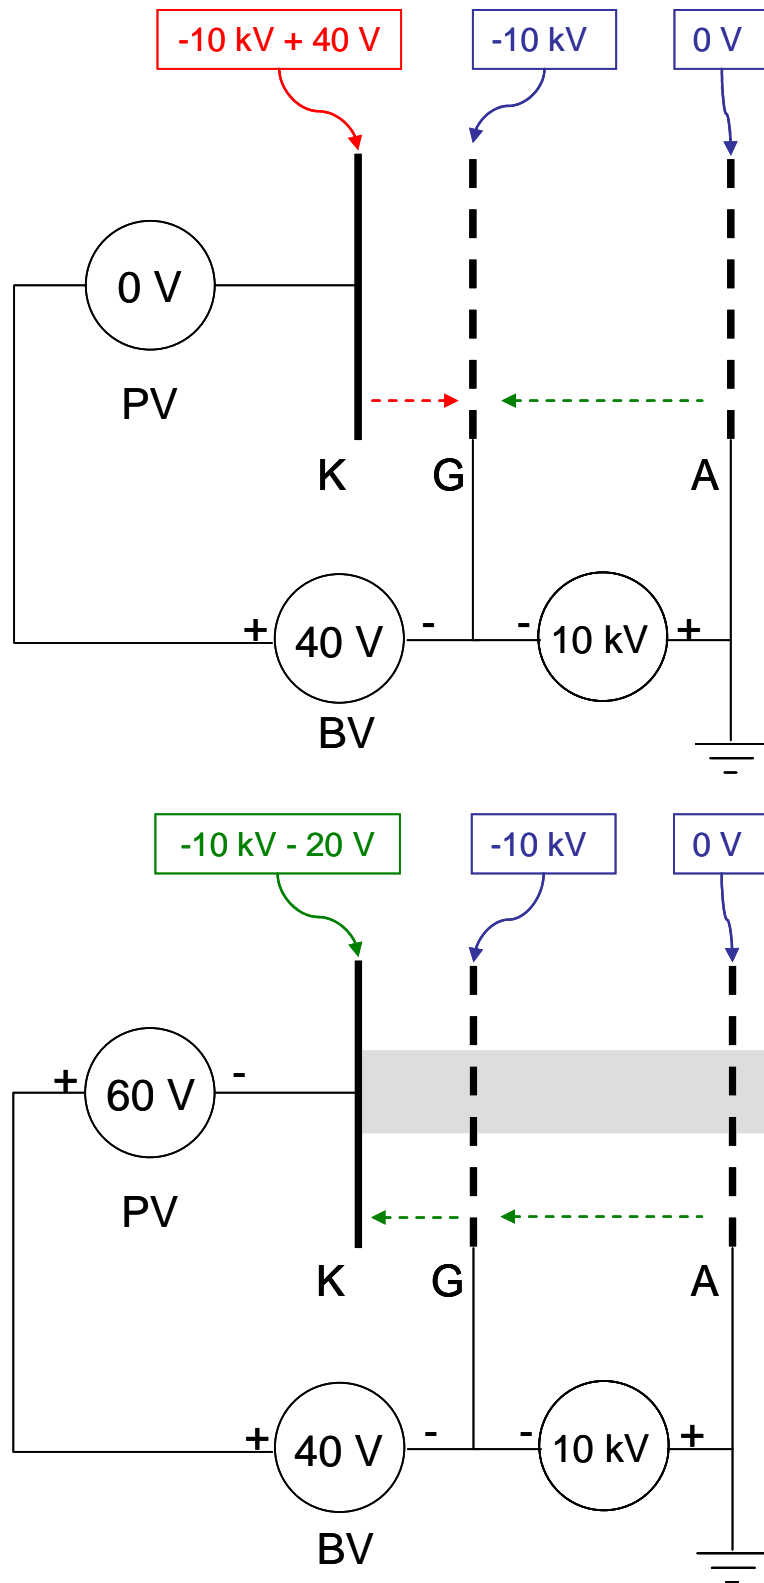 -10 kV + 40 V
-10 kV
0 V
0 V
PV
K
G
A
+
40 V
-
-
10 kV
+
BV
-10 kV - 20 V
-10 kV
0 V
+
60 V
-
PV
K
G
A
+
40 V
-
-
10 kV
+
BV